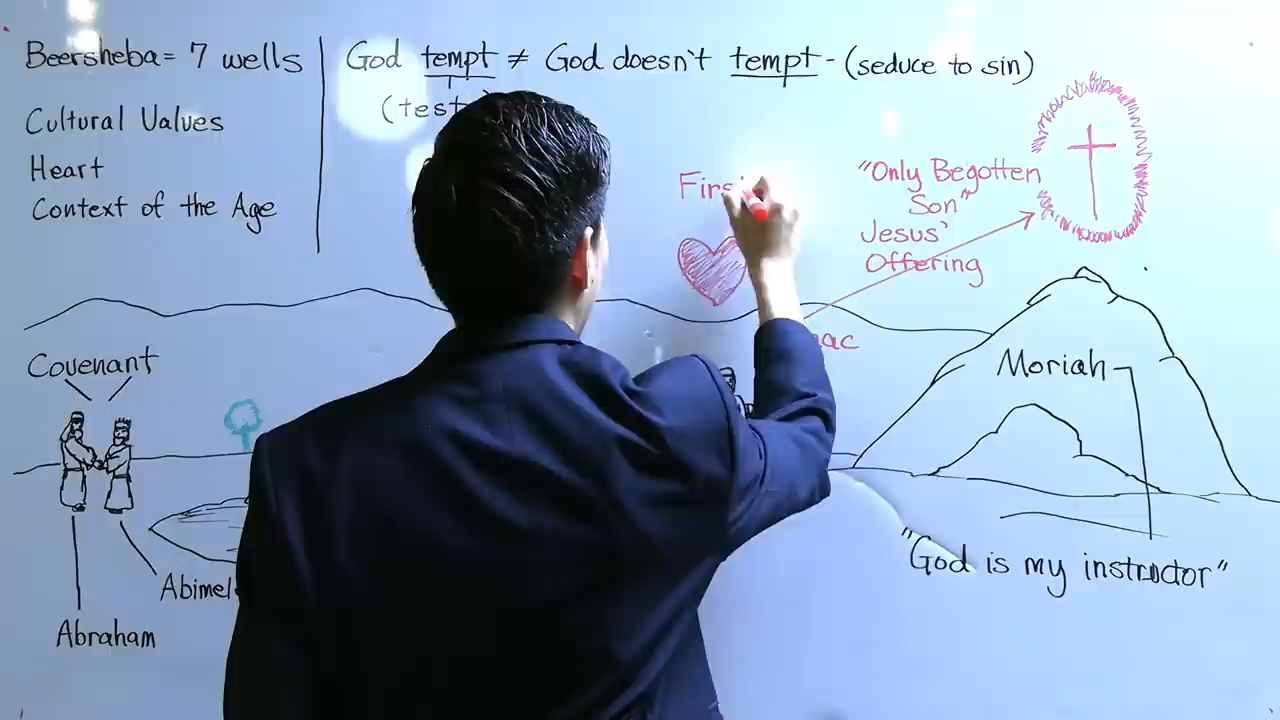 Beersheba = 7 wells
Cultural Values
Heart
Context of the Age
God tempt ≠ God doesn't tempt - (seduce to sin)
(test
"Only Begotten
Son"
Jesus'
Offering
Covenant
Moriah
"God is my instructor"
Abraham